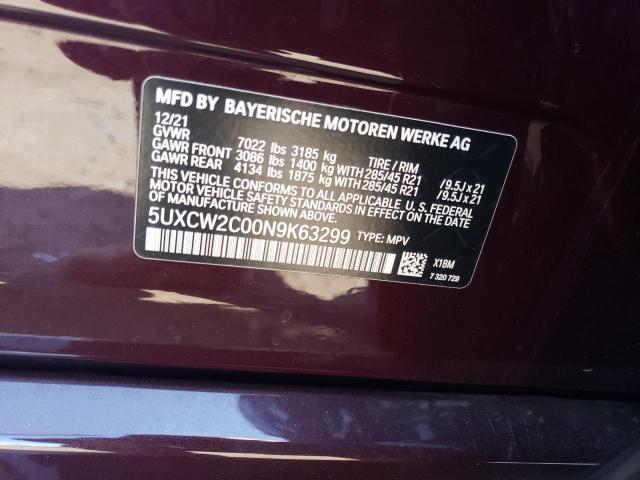 MFD BY BAYERISCHE MOTOREN WERKE AG
12/21
GVWR 7022 lbs 3185 kg TIRE / RIM
GAWR FRONT 3086 lbs 1400 kg WITH 285/45 R21 /9.5J x 21
GAWR REAR 4134 lbs 1875 kg WITH 285/45 R21 /9.5J x 21
THIS VEHICLE CONFORMS TO ALL APPLICABLE U.S. FEDERAL
MOTOR VEHICLE SAFETY STANDARDS IN EFFECT ON THE DATE OF MANUFACTURE SHOWN ABOVE.
5UXCW2C00N9K63299 TYPE: MPV
X1BM
7 320 729